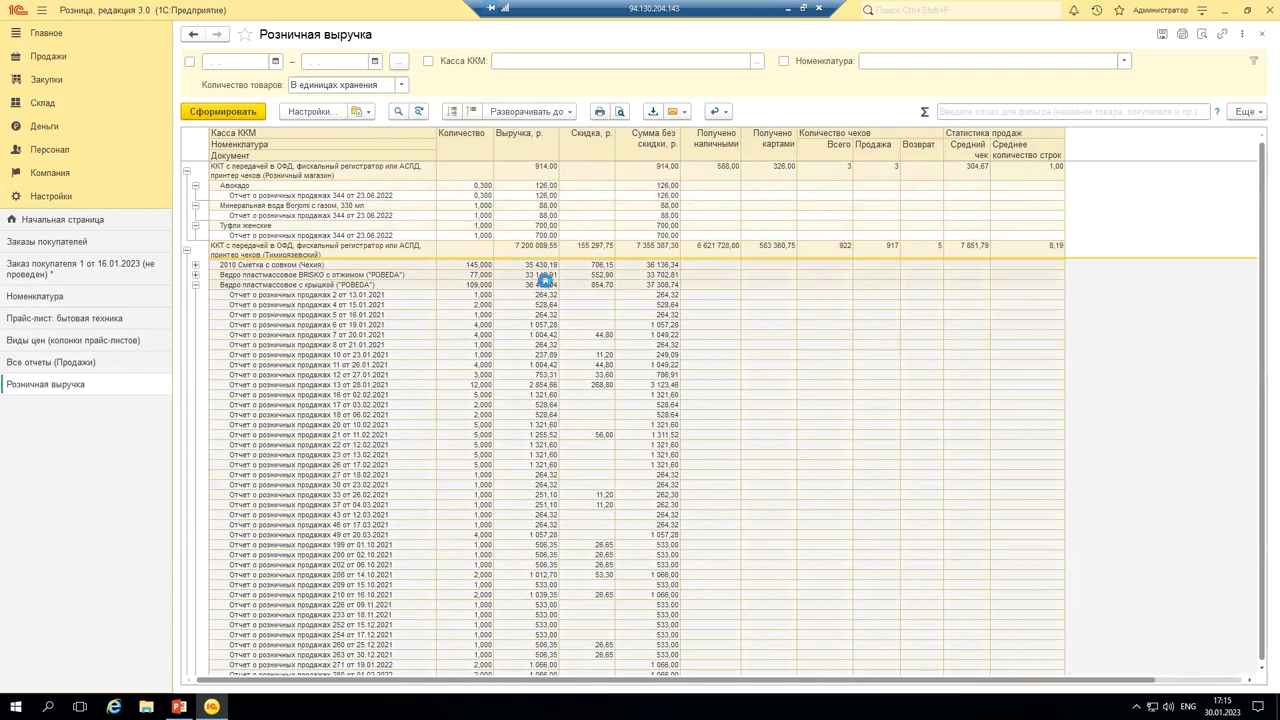 Розница, редакция 3.0 (1С:Предприятие)
94.130.204.143
Поиск Ctrl+Shift+F
Администратор
Главное
Продажи
Закупки
Склад
Деньги
Персонал
Компания
Настройки
Начальная страница
Заказы покупателей
Заказ покупателя 1 от 16.01.2023 (не проведен) *
Номенклатура
Прайс-лист: бытовая техника
Виды цен (колонки прайс-листов)
Все отчеты (Продажи)
Розничная выручка
Розничная выручка
. . – . . ... Касса ККМ: ... Номенклатура:
Количество товаров: В единицах хранения
Сформировать Настройки... Разворачивать до Σ Введите слово для фильтра (название товара, покупателя и пр.) ? Еще
Касса ККМ Количество Выручка, р. Скидка, р. Сумма без скидки, р. Получено наличными Получено картами Количество чеков Статистика продаж
Номенклатура Всего Продажа Возврат Средний чек Среднее количество строк
Документ
ККТ с передачей в ОФД, фискальный регистратор или АСПД, принтер чеков (Розничный магазин) 914,00 914,00 588,00 326,00 3 3 304,67 1,00
Авокадо 0,300 126,00 126,00
Отчет о розничных продажах 344 от 23.06.2022 0,300 126,00 126,00
Минеральная вода Borjomi с газом, 330 мл 1,000 88,00 88,00
Отчет о розничных продажах 344 от 23.06.2022 1,000 88,00 88,00
Туфли женские 1,000 700,00 700,00
Отчет о розничных продажах 344 от 23.06.2022 1,000 700,00 700,00
ККТ с передачей в ОФД, фискальный регистратор или АСПД, принтер чеков (Тимирязевский) 7 200 089,55 155 297,75 7 355 387,30 6 621 728,80 583 360,75 922 917 5 7 851,79 8,19
2010 Сметка с совком (Чехия) 145,000 35 430,19 706,15 36 136,34
Ведро пластмассовое BRISKO с отжимом ("POBEDA") 77,000 552,90 33 702,81
Ведро пластмассовое с крышкой ("POBEDA") 109,000 854,70 37 308,74
Отчет о розничных продажах 2 от 13.01.2021 1,000 264,32 264,32
Отчет о розничных продажах 4 от 15.01.2021 2,000 528,64 528,64
Отчет о розничных продажах 5 от 16.01.2021 1,000 264,32 264,32
Отчет о розничных продажах 6 от 19.01.2021 4,000 1 057,28 1 057,28
Отчет о розничных продажах 7 от 20.01.2021 4,000 1 004,42 44,80 1 049,22
Отчет о розничных продажах 8 от 21.01.2021 1,000 264,32 264,32
Отчет о розничных продажах 10 от 23.01.2021 1,000 237,89 11,20 249,09
Отчет о розничных продажах 11 от 26.01.2021 4,000 1 004,42 44,80 1 049,22
Отчет о розничных продажах 12 от 27.01.2021 3,000 753,31 33,60 786,91
Отчет о розничных продажах 13 от 28.01.2021 12,000 2 854,66 268,80 3 123,46
Отчет о розничных продажах 16 от 02.02.2021 5,000 1 321,60 1 321,60
Отчет о розничных продажах 17 от 03.02.2021 2,000 528,64 528,64
Отчет о розничных продажах 18 от 06.02.2021 2,000 528,64 528,64
Отчет о розничных продажах 20 от 10.02.2021 5,000 1 321,60 1 321,60
Отчет о розничных продажах 21 от 11.02.2021 5,000 1 255,52 56,00 1 311,52
Отчет о розничных продажах 22 от 12.02.2021 5,000 1 321,60 1 321,60
Отчет о розничных продажах 23 от 13.02.2021 5,000 1 321,60 1 321,60
Отчет о розничных продажах 26 от 17.02.2021 5,000 1 321,60 1 321,60
Отчет о розничных продажах 27 от 18.02.2021 1,000 264,32 264,32
Отчет о розничных продажах 30 от 23.02.2021 1,000 264,32 264,32
Отчет о розничных продажах 33 от 26.02.2021 1,000 251,10 11,20 262,30
Отчет о розничных продажах 37 от 04.03.2021 1,000 251,10 11,20 262,30
Отчет о розничных продажах 43 от 12.03.2021 1,000 264,32 264,32
Отчет о розничных продажах 46 от 17.03.2021 1,000 264,32 264,32
Отчет о розничных продажах 49 от 20.03.2021 4,000 1 057,28 1 057,28
Отчет о розничных продажах 199 от 01.10.2021 1,000 506,35 26,65 533,00
Отчет о розничных продажах 200 от 02.10.2021 1,000 506,35 26,65 533,00
Отчет о розничных продажах 202 от 06.10.2021 1,000 506,35 26,65 533,00
Отчет о розничных продажах 208 от 14.10.2021 2,000 1 012,70 53,30 1 066,00
Отчет о розничных продажах 209 от 15.10.2021 1,000 533,00 533,00
Отчет о розничных продажах 210 от 16.10.2021 2,000 1 039,35 26,65 1 066,00
Отчет о розничных продажах 226 от 09.11.2021 1,000 533,00 533,00
Отчет о розничных продажах 233 от 18.11.2021 1,000 533,00 533,00
Отчет о розничных продажах 252 от 15.12.2021 1,000 533,00 533,00
Отчет о розничных продажах 254 от 17.12.2021 1,000 533,00 533,00
Отчет о розничных продажах 260 от 25.12.2021 1,000 506,35 26,65 533,00
Отчет о розничных продажах 263 от 30.12.2021 1,000 506,35 26,65 533,00
Отчет о розничных продажах 271 от 19.01.2022 2,000 1 066,00 1 066,00
Отчет о розничных продажах 280 от 01.02.2022 2,000 1 066,00 1 066,00
ENG
17:15
30.01.2023